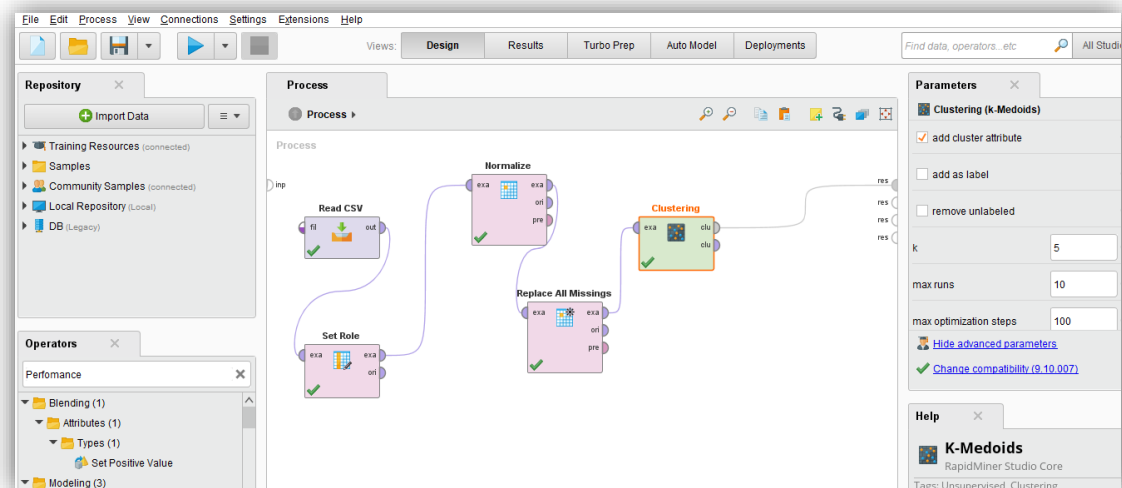 File Edit Process View Connections Settings Extensions Help
Views: Design Results Turbo Prep Auto Model Deployments
Find data, operators...etc
All Studi
Repository
Import Data
Training Resources (connected)
Samples
Community Samples (connected)
Local Repository (Local)
DB (Legacy)
Operators
Perfomance
Blending (1)
Attributes (1)
Types (1)
Set Positive Value
Modeling (3)
Process
Process
Process
inp
Read CSV
fil out
Set Role
exa exa
ori
Normalize
exa exa
ori
pre
Replace All Missings
exa exa
ori
pre
Clustering
exa clu
clu
res
res
res
res
Parameters
Clustering (k-Medoids)
add cluster attribute
add as label
remove unlabeled
k 5
max runs 10
max optimization steps 100
Hide advanced parameters
Change compatibility (9.10.007)
Help
K-Medoids
RapidMiner Studio Core
Tags: Unsupervised, Clustering